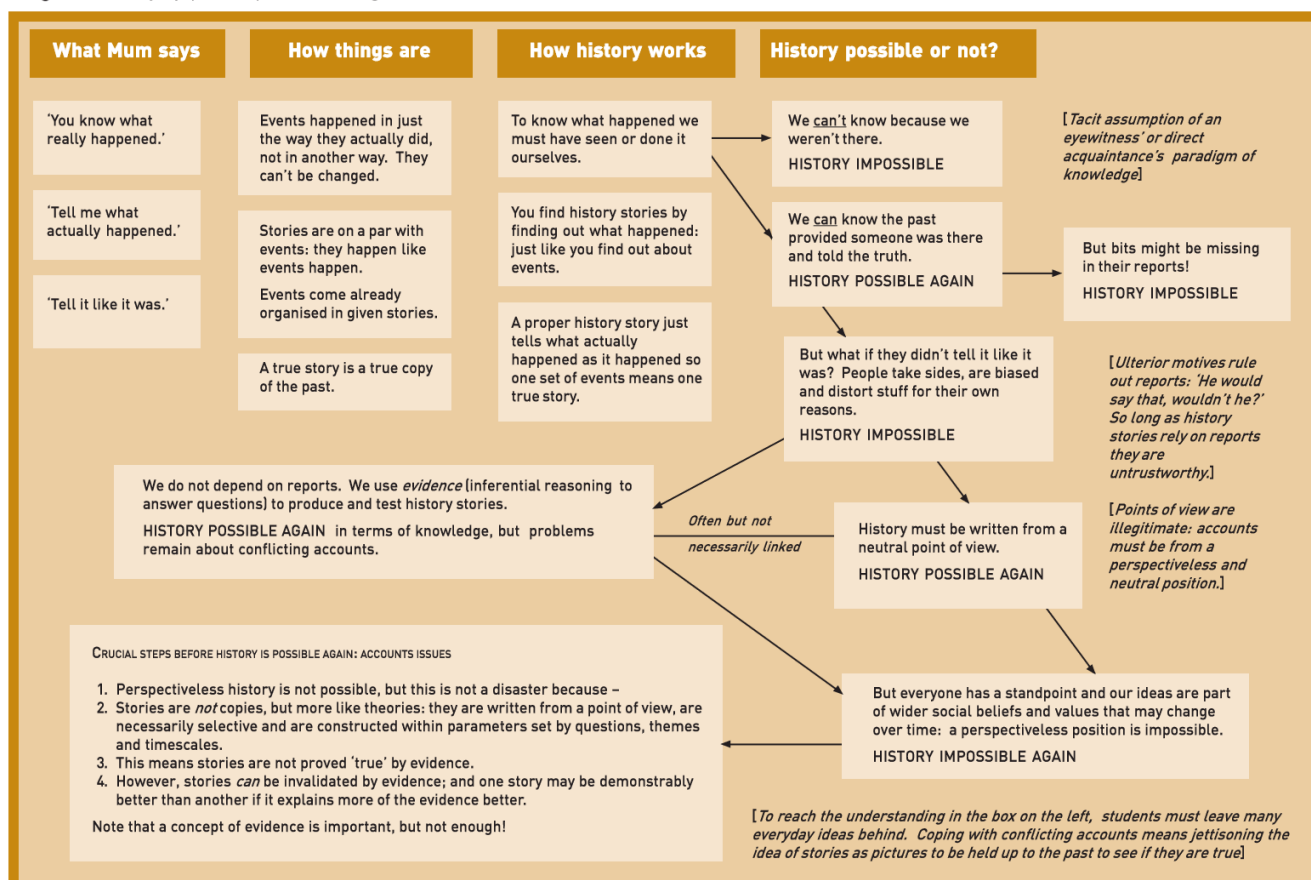 What Mum says
How things are
How history works
History possible or not?
‘You know what
really happened.’
‘Tell me what
actually happened.’
‘Tell it like it was.’
Events happened in just
the way they actually did,
not in another way. They
can’t be changed.
Stories are on a par with
events: they happen like
events happen.
Events come already
organised in given stories.
A true story is a true copy
of the past.
To know what happened we
must have seen or done it
ourselves.
You find history stories by
finding out what happened:
just like you find out about
events.
A proper history story just
tells what actually
happened as it happened so
one set of events means one
true story.
We can’t know because we
weren’t there.
HISTORY IMPOSSIBLE
[Tacit assumption of an
eyewitness’ or direct
acquaintance’s paradigm of
knowledge]
We can know the past
provided someone was there
and told the truth.
HISTORY POSSIBLE AGAIN
But bits might be missing
in their reports!
HISTORY IMPOSSIBLE
But what if they didn’t tell it like it
was? People take sides, are biased
and distort stuff for their own
reasons.
HISTORY IMPOSSIBLE
[Ulterior motives rule
out reports: ‘He would
say that, wouldn’t he?’
So long as history
stories rely on reports
they are
untrustworthy.]
We do not depend on reports. We use evidence (inferential reasoning to
answer questions) to produce and test history stories.
HISTORY POSSIBLE AGAIN in terms of knowledge, but problems
remain about conflicting accounts.
Often but not
necessarily linked
History must be written from a
neutral point of view.
HISTORY POSSIBLE AGAIN
[Points of view are
illegitimate: accounts
must be from a
perspectiveless and
neutral position.]
CRUCIAL STEPS BEFORE HISTORY IS POSSIBLE AGAIN: ACCOUNTS ISSUES
1. Perspectiveless history is not possible, but this is not a disaster because –
2. Stories are not copies, but more like theories: they are written from a point of view, are
necessarily selective and are constructed within parameters set by questions, themes
and timescales.
3. This means stories are not proved ‘true’ by evidence.
4. However, stories can be invalidated by evidence; and one story may be demonstrably
better than another if it explains more of the evidence better.
Note that a concept of evidence is important, but not enough!
But everyone has a standpoint and our ideas are part
of wider social beliefs and values that may change
over time: a perspectiveless position is impossible.
HISTORY IMPOSSIBLE AGAIN
[To reach the understanding in the box on the left, students must leave many
everyday ideas behind. Coping with conflicting accounts means jettisoning the
idea of stories as pictures to be held up to the past to see if they are true]